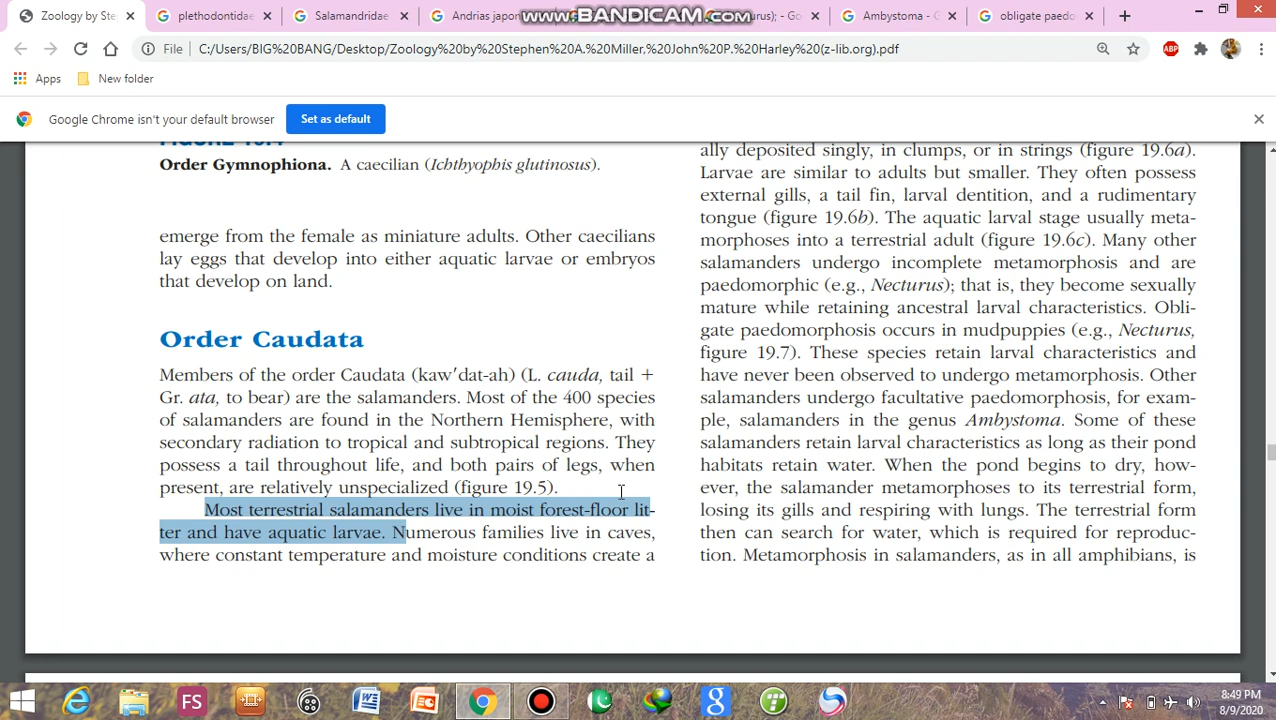 Zoology by Ste
plethodontidae
Salamandridae
Andrias japon
www.BANDICAM.com
urus); - Go
Ambystoma - G
obligate paedo
File
C:/Users/BIG%20BANG/Desktop/Zoology%20by%20Stephen%20A.%20Miller,%20John%20P.%20Harley%20(z-lib.org).pdf
ABP
Apps
New folder
Google Chrome isn't your default browser
Set as default
Order Gymnophiona. A caecilian (Ichthyophis glutinosus).
emerge from the female as miniature adults. Other caecilians
lay eggs that develop into either aquatic larvae or embryos
that develop on land.
Order Caudata
Members of the order Caudata (kaw′dat-ah) (L. cauda, tail +
Gr. ata, to bear) are the salamanders. Most of the 400 species
of salamanders are found in the Northern Hemisphere, with
secondary radiation to tropical and subtropical regions. They
possess a tail throughout life, and both pairs of legs, when
present, are relatively unspecialized (figure 19.5).
Most terrestrial salamanders live in moist forest-floor lit-
ter and have aquatic larvae. Numerous families live in caves,
where constant temperature and moisture conditions create a
ally deposited singly, in clumps, or in strings (figure 19.6a).
Larvae are similar to adults but smaller. They often possess
external gills, a tail fin, larval dentition, and a rudimentary
tongue (figure 19.6b). The aquatic larval stage usually meta-
morphoses into a terrestrial adult (figure 19.6c). Many other
salamanders undergo incomplete metamorphosis and are
paedomorphic (e.g., Necturus); that is, they become sexually
mature while retaining ancestral larval characteristics. Obli-
gate paedomorphosis occurs in mudpuppies (e.g., Necturus,
figure 19.7). These species retain larval characteristics and
have never been observed to undergo metamorphosis. Other
salamanders undergo facultative paedomorphosis, for exam-
ple, salamanders in the genus Ambystoma. Some of these
salamanders retain larval characteristics as long as their pond
habitats retain water. When the pond begins to dry, how-
ever, the salamander metamorphoses to its terrestrial form,
losing its gills and respiring with lungs. The terrestrial form
then can search for water, which is required for reproduc-
tion. Metamorphosis in salamanders, as in all amphibians, is
FS
8:49 PM
8/9/2020